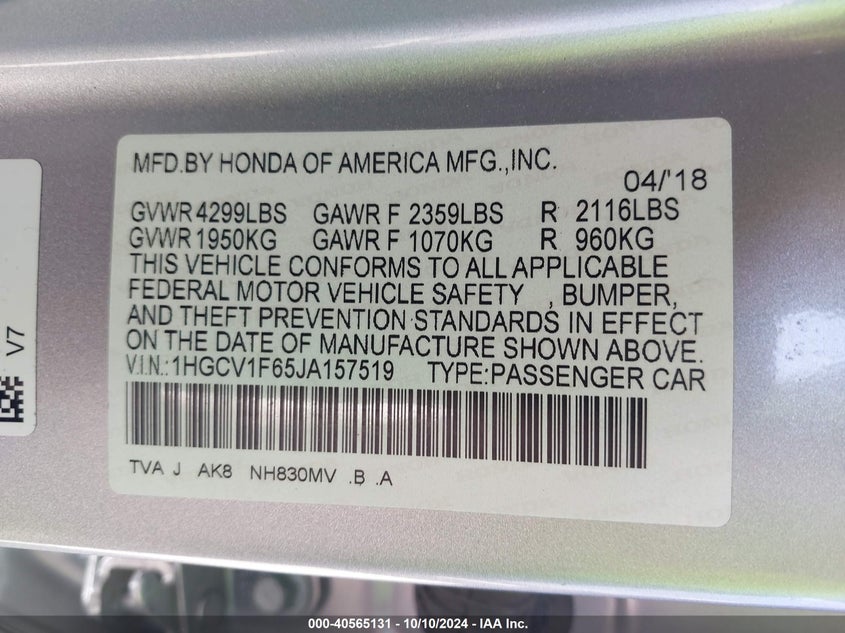 MFD.BY HONDA OF AMERICA MFG.,INC.
04/'18
GVWR 4299LBS GAWR F 2359LBS R 2116LBS
GVWR 1950KG GAWR F 1070KG R 960KG
THIS VEHICLE CONFORMS TO ALL APPLICABLE
FEDERAL MOTOR VEHICLE SAFETY , BUMPER,
AND THEFT PREVENTION STANDARDS IN EFFECT
ON THE DATE OF MANUFACTURE SHOWN ABOVE.
V.I.N.:1HGCV1F65JA157519 TYPE:PASSENGER CAR
TVA J AK8 NH830MV .B .A
V7
000-40565131 - 10/10/2024 - IAA Inc.